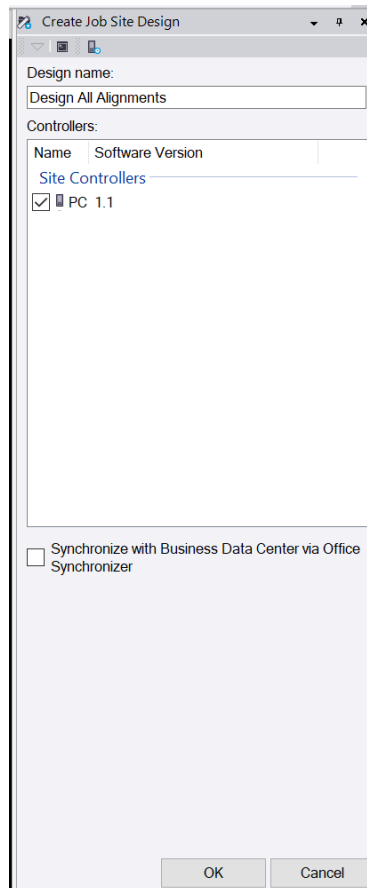 Create Job Site Design
Design name:
Design All Alignments
Controllers:
Name Software Version
Site Controllers
PC 1.1
Synchronize with Business Data Center via Office
Synchronizer
OK Cancel